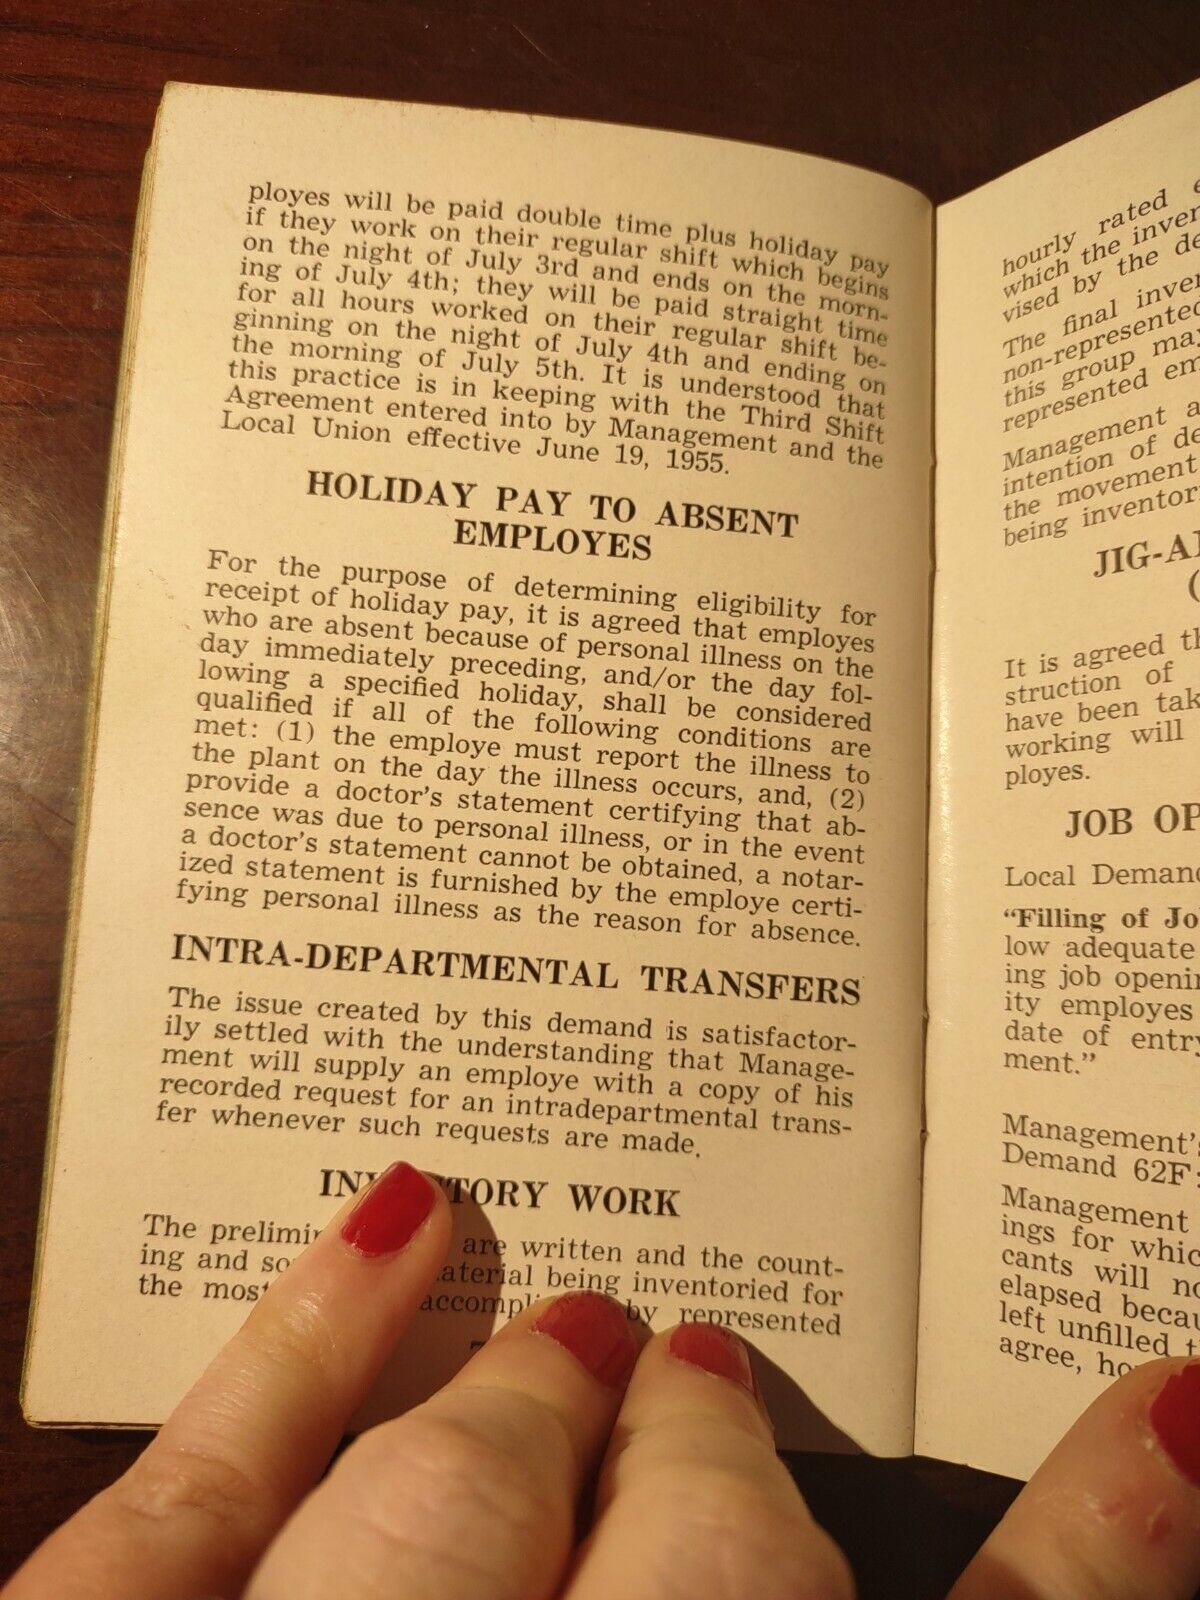 ployes will be paid double time plus holiday pay
if they work on their regular shift which begins
on the night of July 3rd and ends on the morn-
ing of July 4th; they will be paid straight time
for all hours worked on their regular shift be-
ginning on the night of July 4th and ending on
the morning of July 5th. It is understood that
this practice is in keeping with the Third Shift
Agreement entered into by Management and the
Local Union effective June 19, 1955.
HOLIDAY PAY TO ABSENT
EMPLOYES
For the purpose of determining eligibility for
receipt of holiday pay, it is agreed that employes
who are absent because of personal illness on the
day immediately preceding, and/or the day fol-
lowing a specified holiday, shall be considered
qualified if all of the following conditions are
met: (1) the employe must report the illness to
the plant on the day the illness occurs, and, (2)
provide a doctor's statement certifying that ab-
sence was due to personal illness, or in the event
a doctor's statement cannot be obtained, a notar-
ized statement is furnished by the employe certi-
fying personal illness as the reason for absence.
INTRA-DEPARTMENTAL TRANSFERS
The issue created by this demand is satisfactor-
ily settled with the understanding that Manage-
ment will supply an employe with a copy of his
recorded request for an intradepartmental trans-
fer whenever such requests are made.
WORK
The are written and the count-
ing and being inventoried for
the most by represented
hourly rated
which the
vised by the
The final
non-represented
this group may
represented
Management
intention of
the movement
being
It is agreed
struction of
have been
working will
ployes.
JOB
Local
"Filling of
low adequate
ing job
ity employes
date of
ment."
Management's
Demand 62F
Management
ings for
cants will
elapsed
left unfilled
agree,